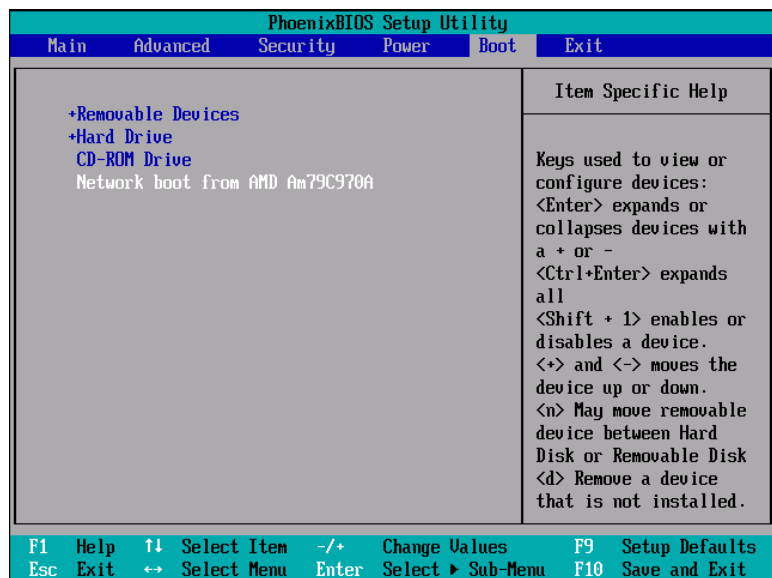 PhoenixBIOS Setup Utility
Main Advanced Security Power Boot Exit
+Removable Devices
+Hard Drive
CD-ROM Drive
Network boot from AMD Am79C970A
Item Specific Help
Keys used to view or
configure devices:
<Enter> expands or
collapses devices with
a + or -
<Ctrl+Enter> expands
all
<Shift + 1> enables or
disables a device.
<+> and <-> moves the
device up or down.
<n> May move removable
device between Hard
Disk or Removable Disk
<d> Remove a device
that is not installed.
F1 Help ↑↓ Select Item -/+ Change Values F9 Setup Defaults
Esc Exit ↔ Select Menu Enter Select ▶ Sub-Menu F10 Save and Exit